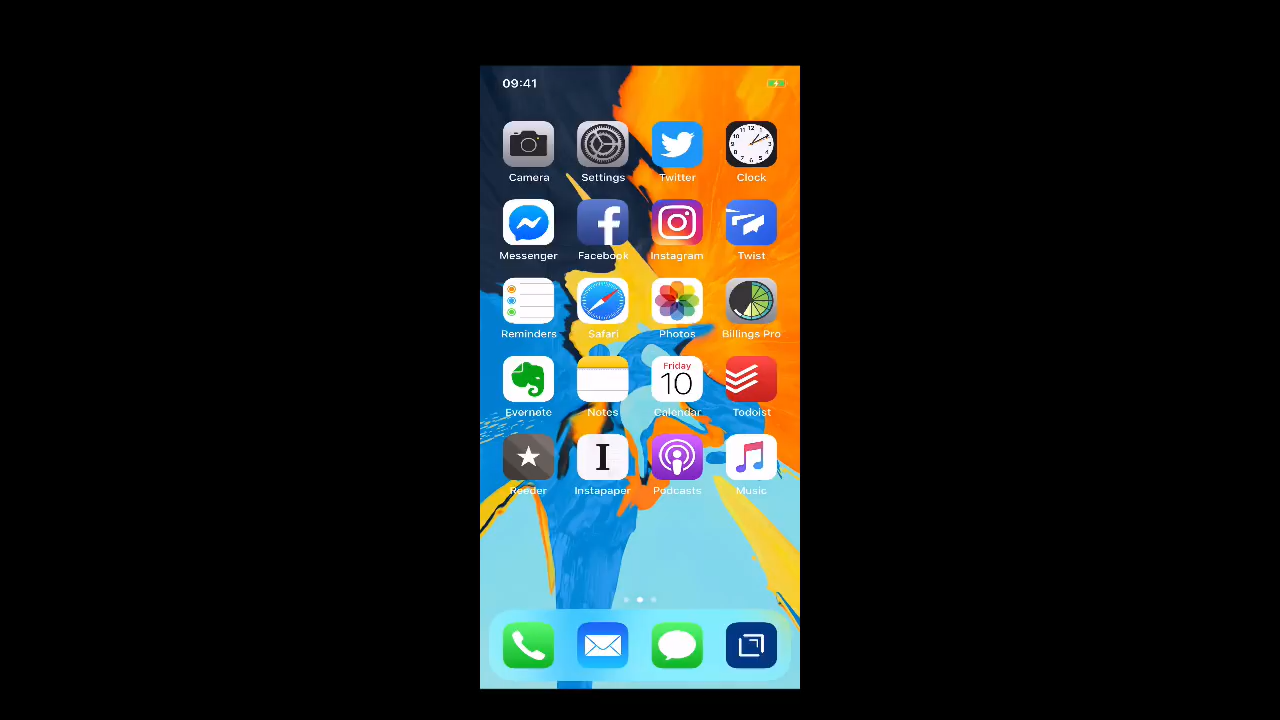 09:41
Camera Settings Twitter Clock
Messenger Facebook Instagram Twist
Reminders Safari Photos Billings Pro
Friday
10
Evernote Notes Calendar Todoist
Reeder Instapaper Podcasts Music